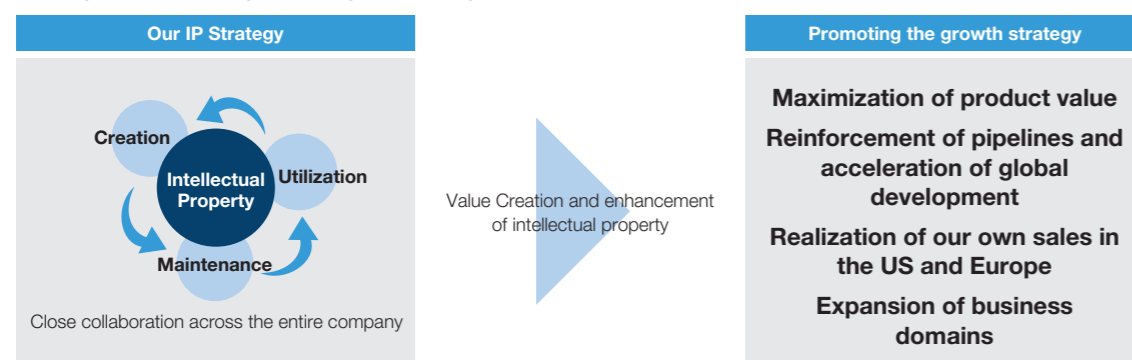 Our IP Strategy
Creation
Intellectual
Property
Utilization
Maintenance
Close collaboration across the entire company
Value Creation and enhancement
of intellectual property
Promoting the growth strategy
Maximization of product value
Reinforcement of pipelines and
acceleration of global
development
Realization of our own sales in
the US and Europe
Expansion of business
domains